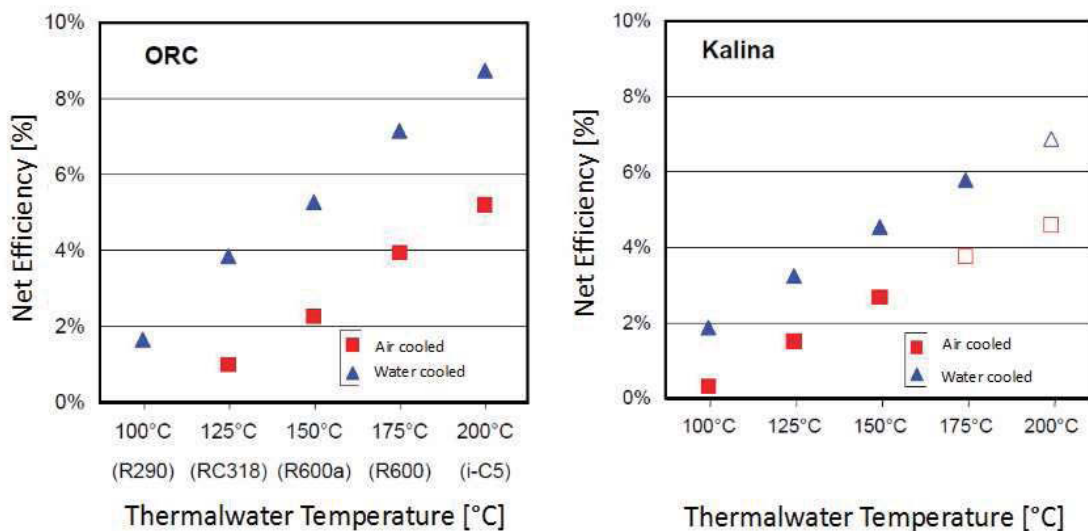 ORC
Net Efficiency [%]
10%
8%
6%
4%
2%
0%
Air cooled
Water cooled
100°C 125°C 150°C 175°C 200°C
(R290) (RC318) (R600a) (R600) (i-C5)
Thermalwater Temperature [°C]
Kalina
Net Efficiency [%]
10%
8%
6%
4%
2%
0%
Air cooled
Water cooled
100°C 125°C 150°C 175°C 200°C
Thermalwater Temperature [°C]